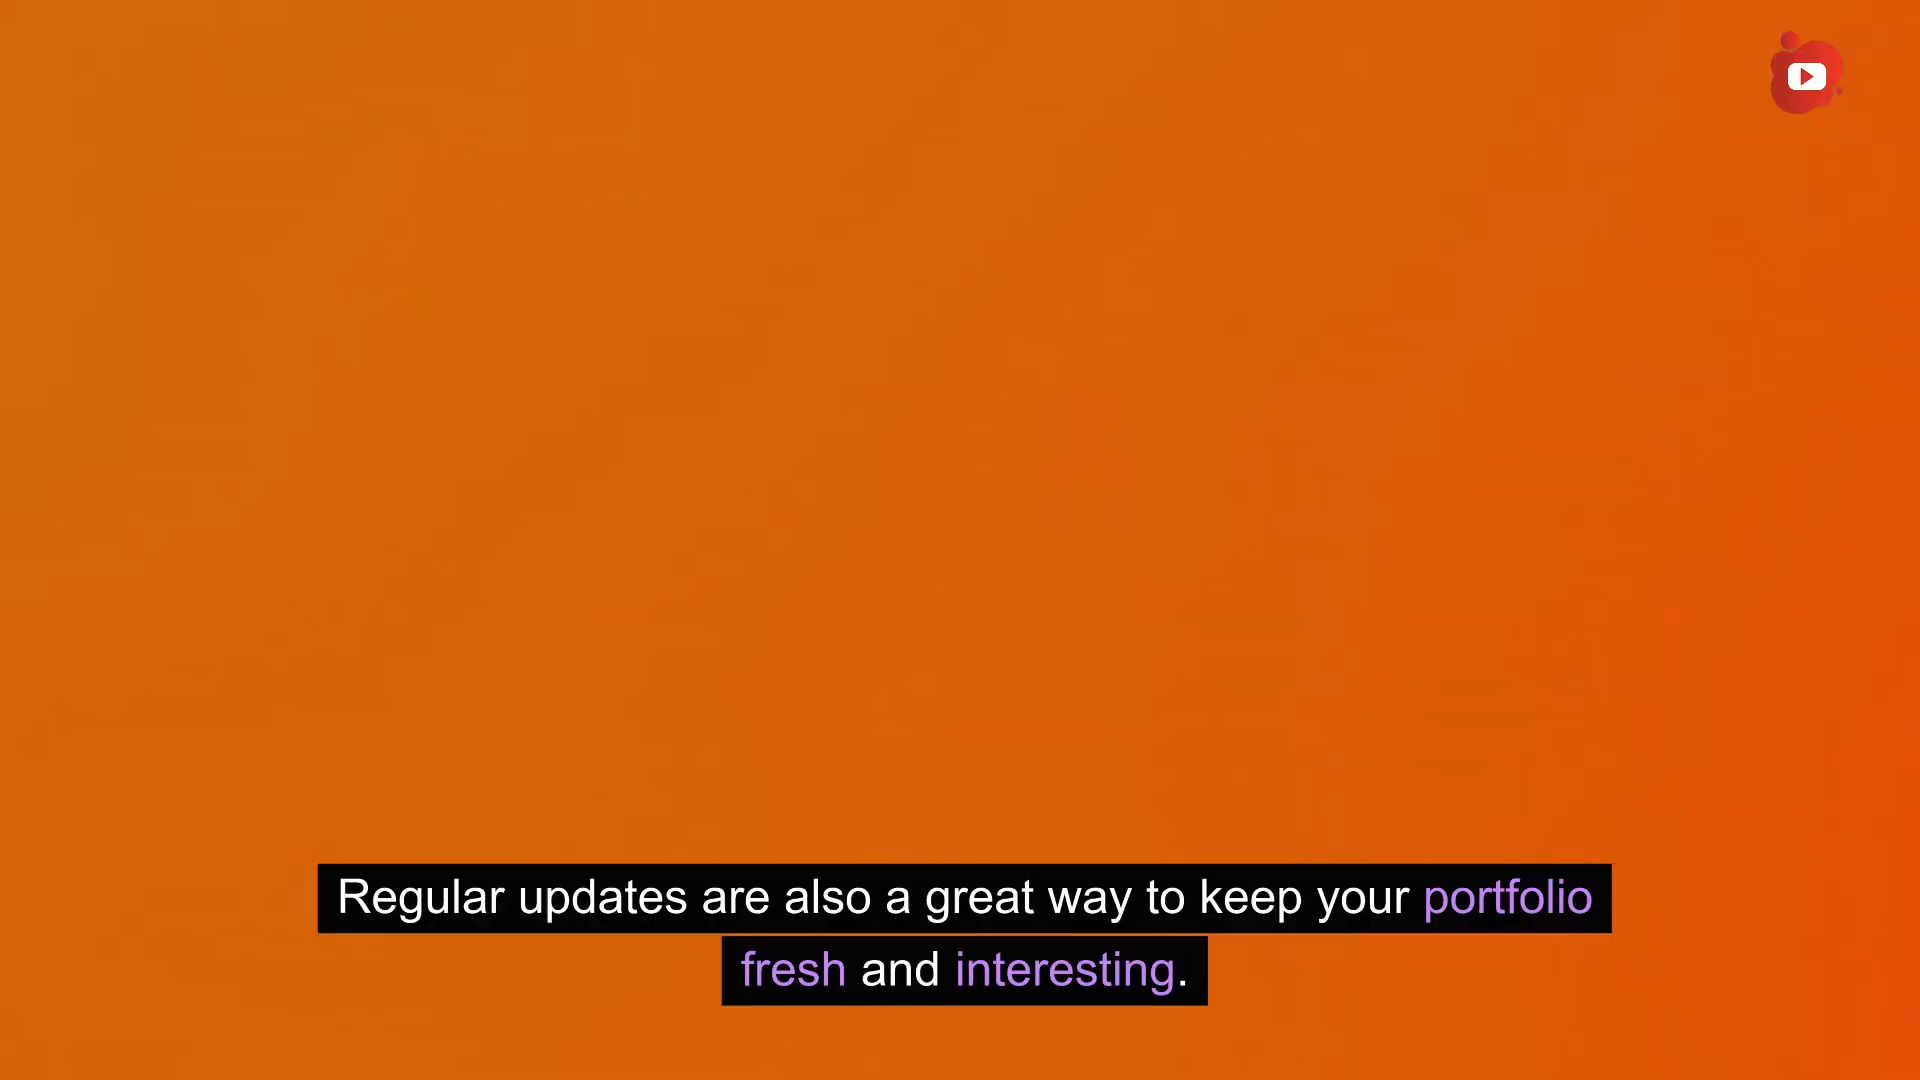 Regular updates are also a great way to keep your portfolio
fresh and interesting.